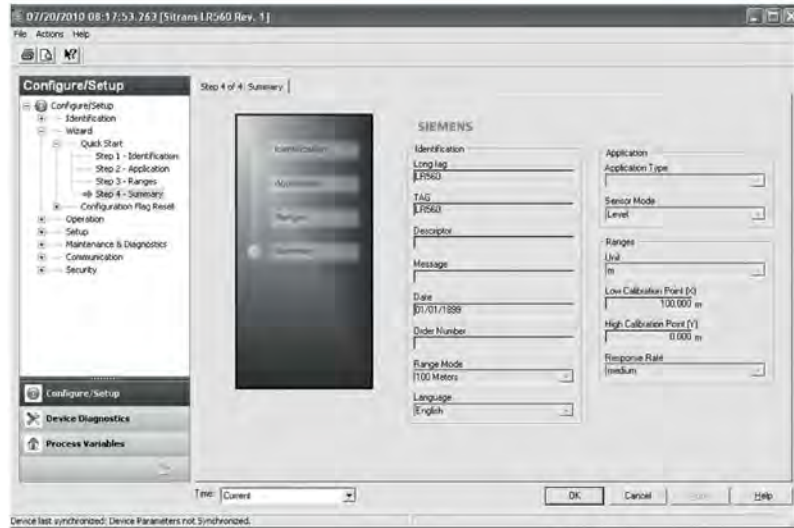 07/20/2010 08:17:53.263 [Sitrans LR560 Rev. 1]
File Actions Help
Configure/Setup
Configure/Setup
Identification
Wizard
Quick Start
Step 1 - Identification
Step 2 - Application
Step 3 - Ranges
Step 4 - Summary
Configuration Flag Reset
Operation
Setup
Maintenance & Diagnostics
Communication
Security
Configure/Setup
Device Diagnostics
Process Variables
Step 4 of 4: Summary
Identification
Application
Ranges
Summary
SIEMENS
Identification
Long tag
LR560
TAG
LR560
Descriptor
Message
Date
01/01/1899
Order Number
Range Mode
100 Meters
Language
English
Application
Application Type
Sensor Mode
Level
Ranges
Unit
m
Low Calibration Point (X)
100.000 m
High Calibration Point (Y)
0.000 m
Response Rate
medium
Time: Current
OK Cancel Help
Device last synchronized: Device Parameters not Synchronized.